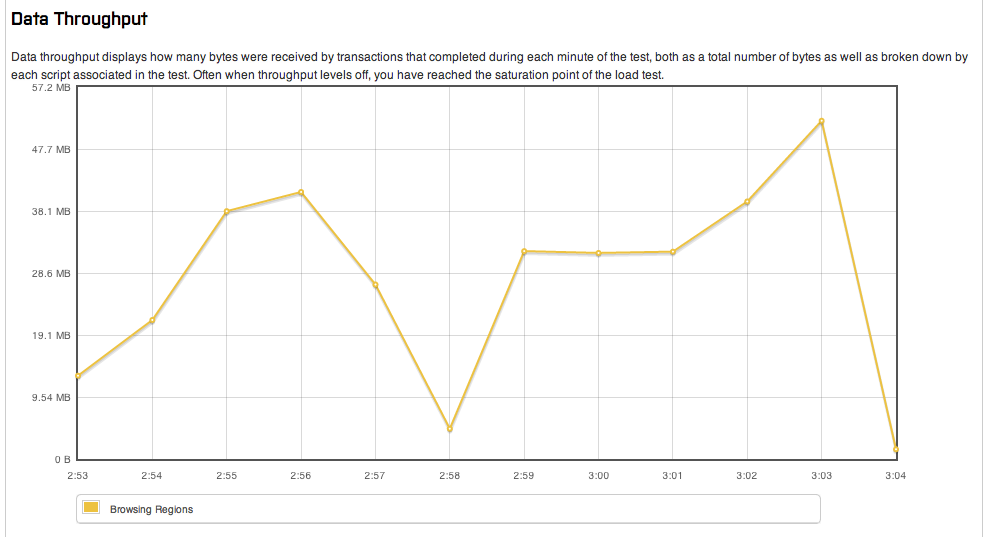 Data Throughput
Data throughput displays how many bytes were received by transactions that completed during each minute of the test, both as a total number of bytes as well as broken down by
each script associated in the test. Often when throughput levels off, you have reached the saturation point of the load test.
57.2 MB
47.7 MB
38.1 MB
28.6 MB
19.1 MB
9.54 MB
0 B
2:53 2:54 2:55 2:56 2:57 2:58 2:59 3:00 3:01 3:02 3:03 3:04
Browsing Regions